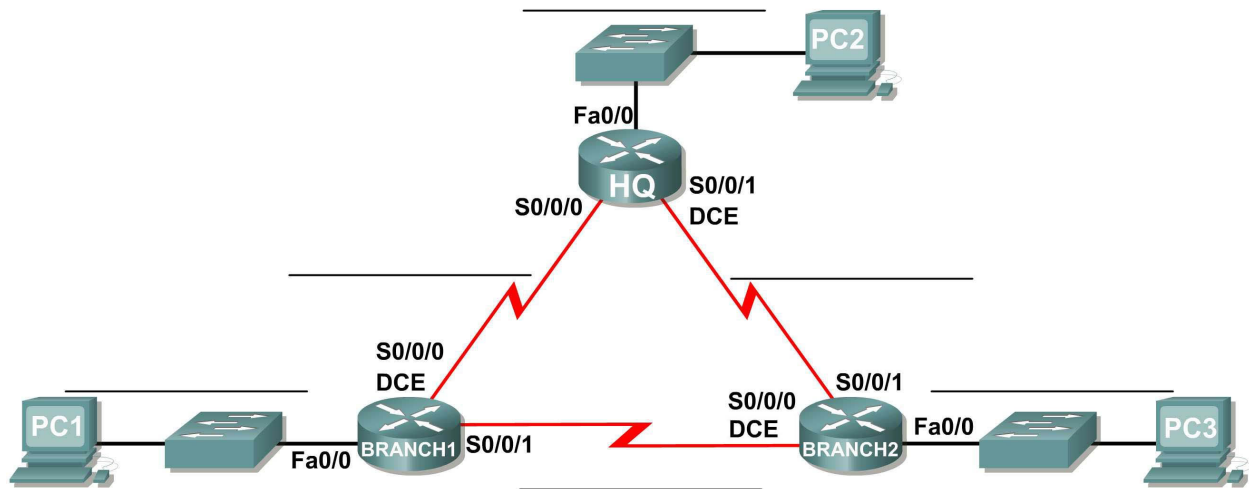 PC2
Fa0/0
HQ
S0/0/1
DCE
S0/0/0
S0/0/0
DCE
S0/0/1
S0/0/0
DCE
PC1
Fa0/0
BRANCH1
S0/0/1
BRANCH2
Fa0/0
PC3